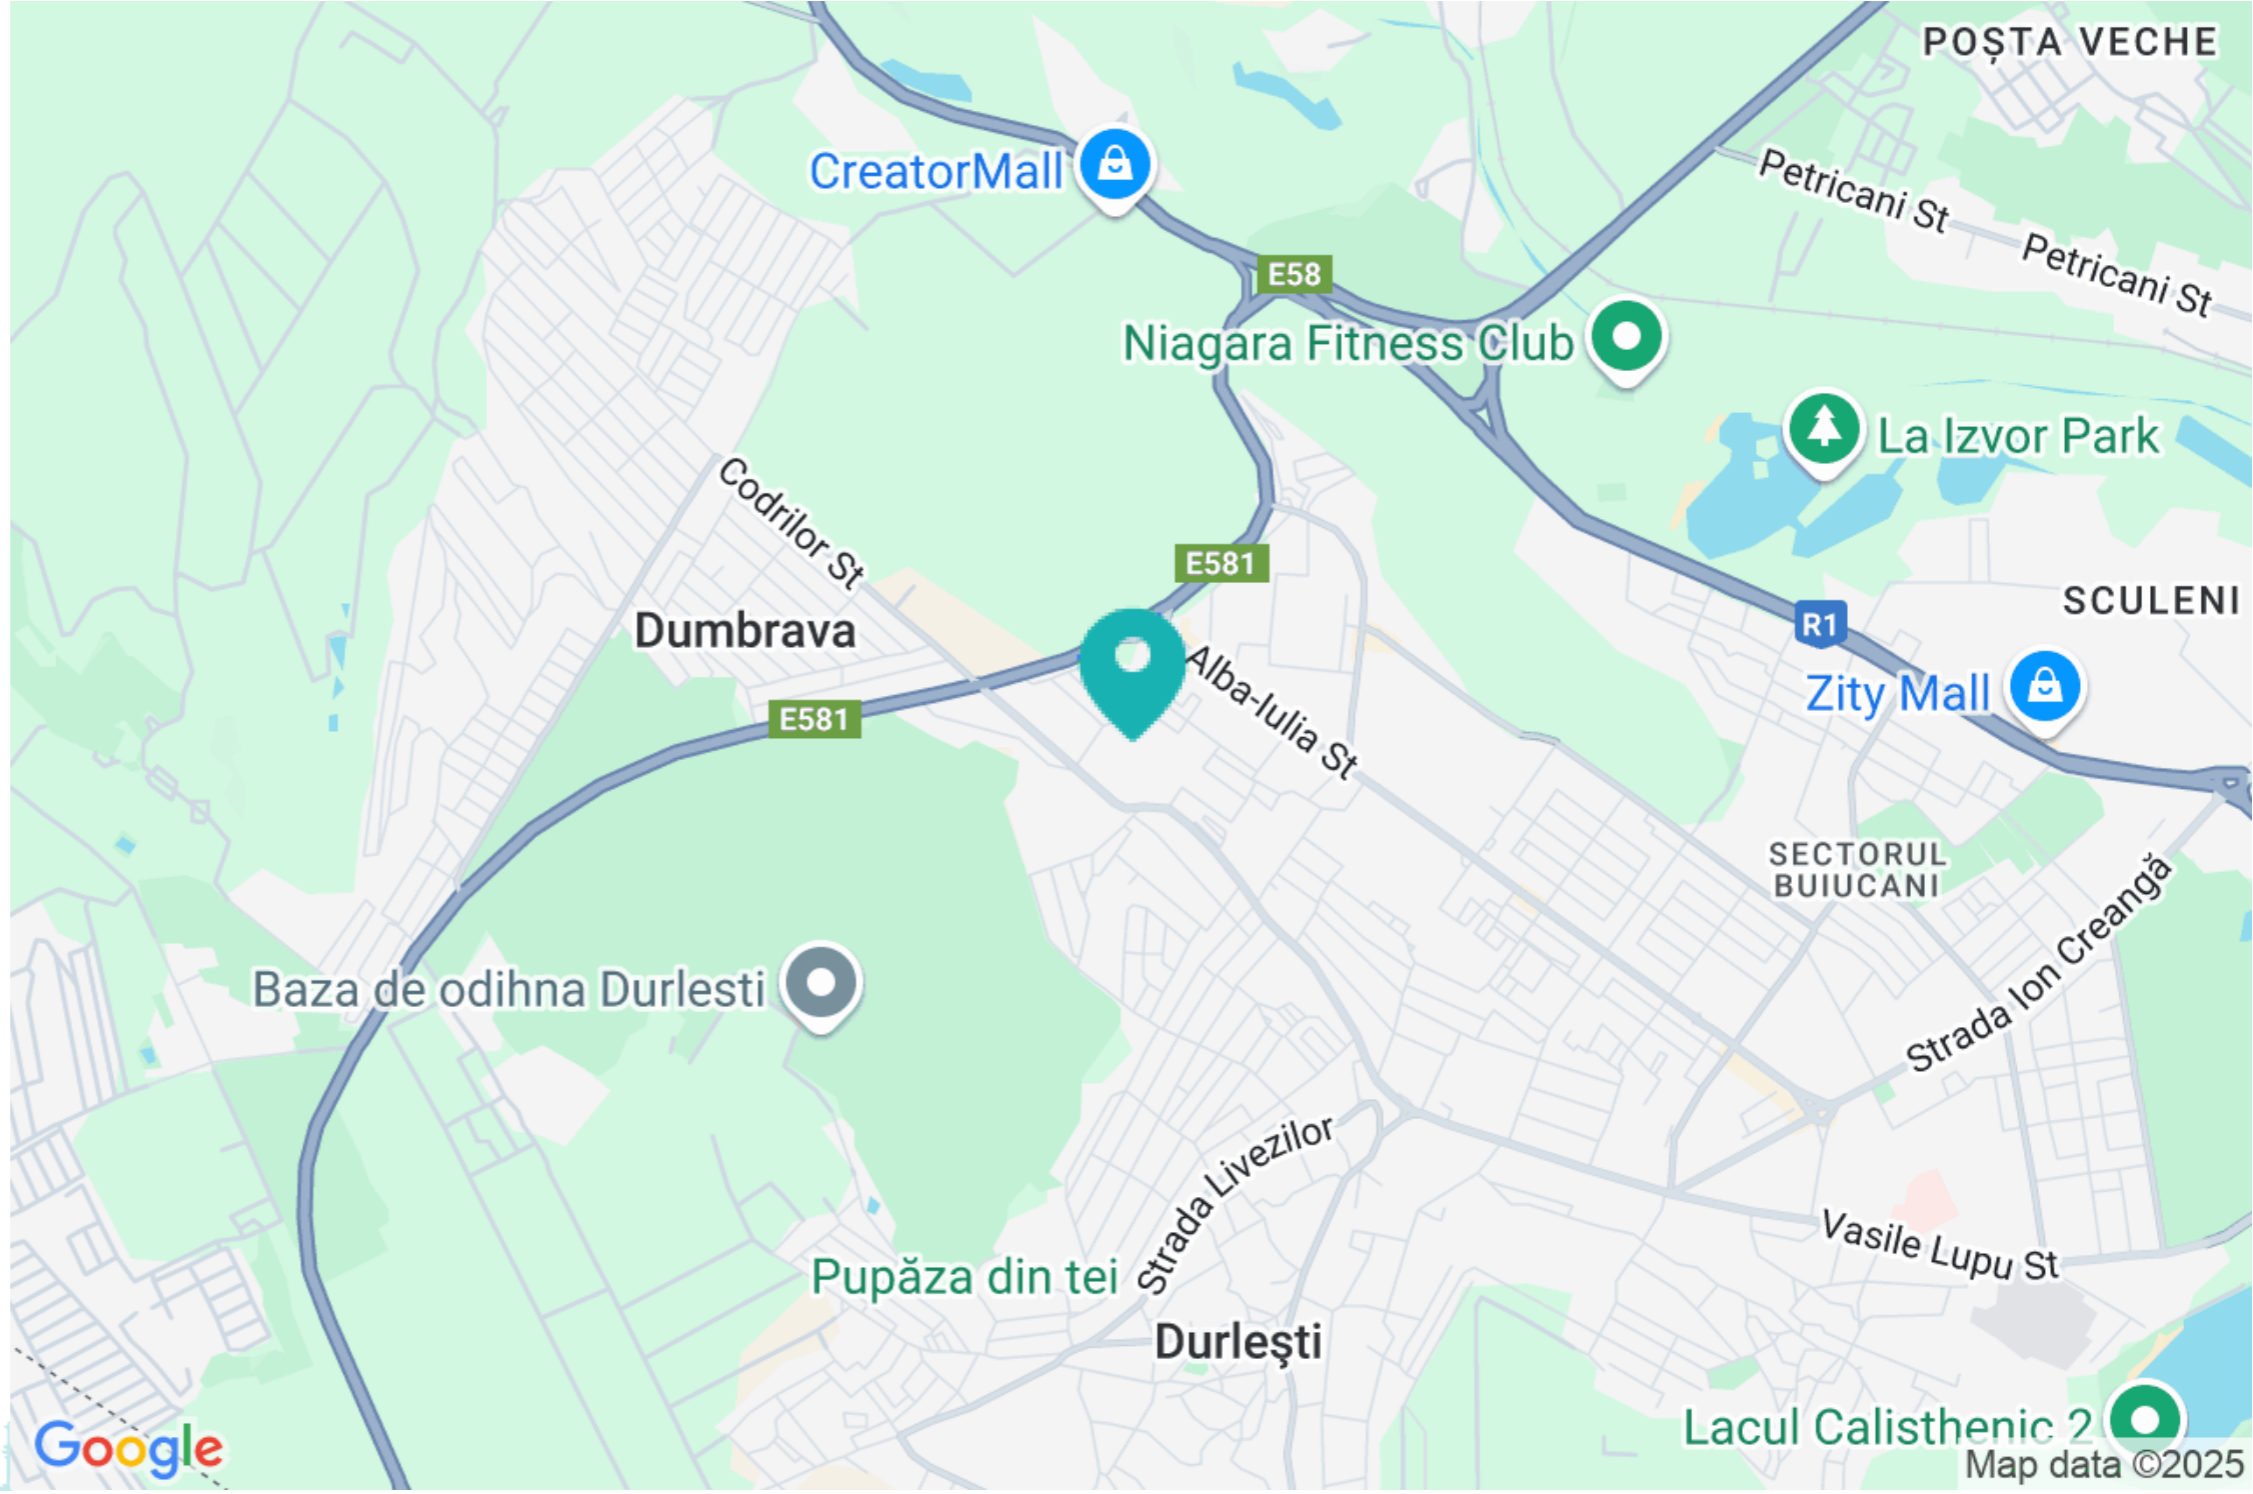 POȘTA VECHE
CreatorMall
Petricani St
Petricani St
E58
Niagara Fitness Club
La Izvor Park
Codrilor St
E581
SCULENI
Dumbrava
R1
Alba-Iulia St
Zity Mall
E581
SECTORUL
BUIUCANI
Strada Ion Creangă
Baza de odihna Durlesti
Strada Livezilor
Vasile Lupu St
Pupăza din tei
Durleşti
Lacul Calisthenic 2
Google
Map data ©2025